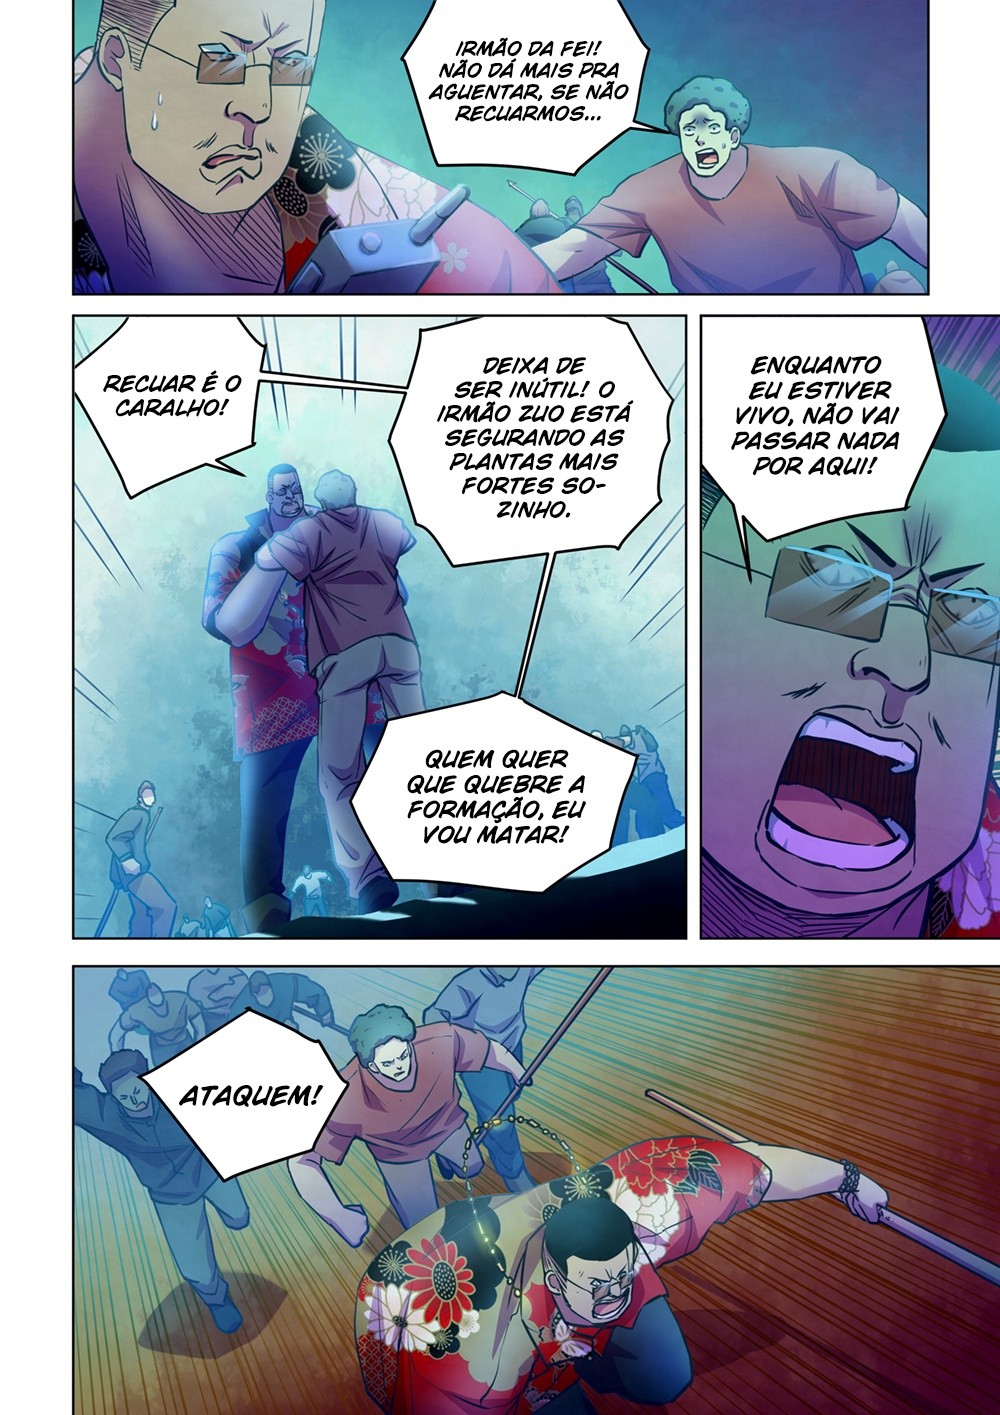 IRMÃO DA FEI!
NÃO DÁ MAIS PRA
AGUENTAR, SE NÃO
RECUARMOS...
RECUAR É O
CARALHO!
DEIXA DE
SER INÚTIL! O
IRMÃO ZUO ESTÁ
SEGURANDO AS
PLANTAS MAIS
FORTES SO-
ZINHO.
QUEM QUER
QUE QUEBRE A
FORMAÇÃO, EU
VOU MATAR!
ENQUANTO
EU ESTIVER
VIVO, NÃO VAI
PASSAR NADA
POR AQUI!
ATAQUEM!